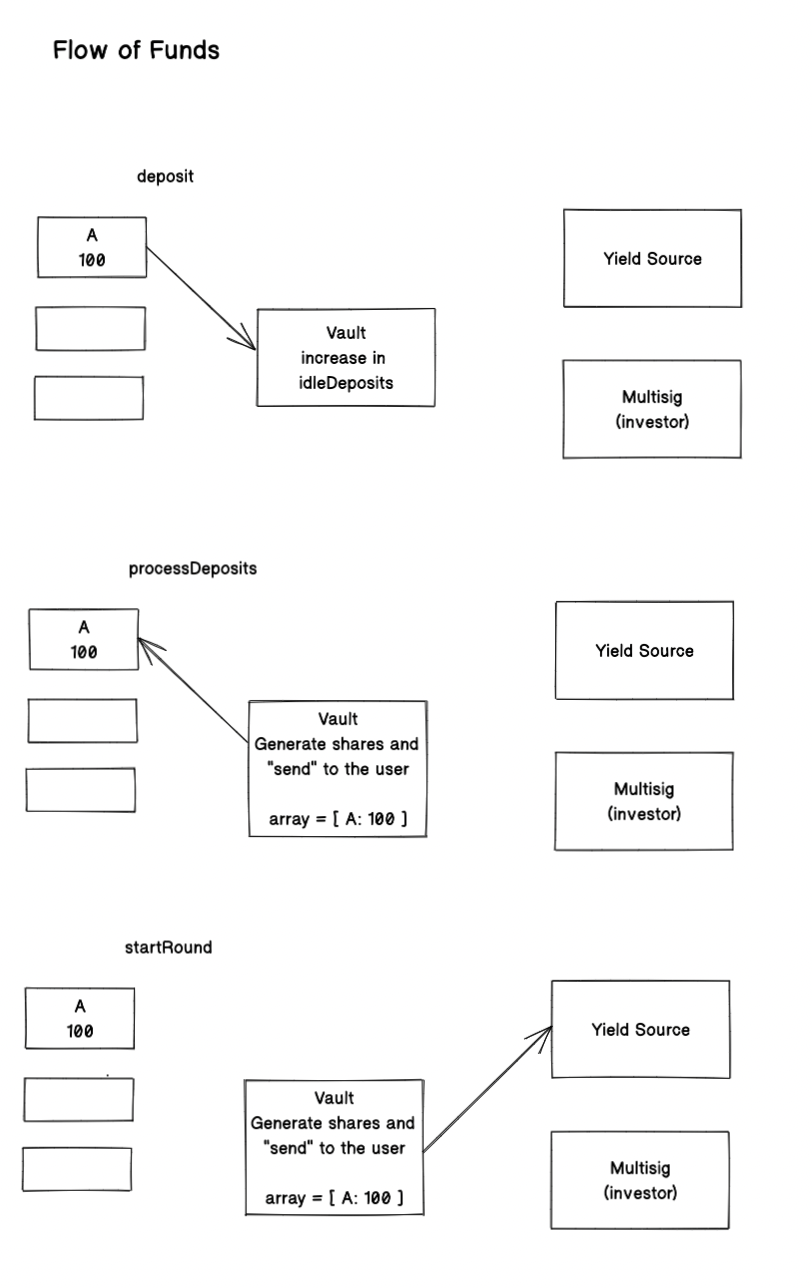 Flow of Funds
deposit
A
100
Vault
increase in
idleDeposits
Yield Source
Multisig
(investor)
processDeposits
A
100
Vault
Generate shares and
"send" to the user
array = [ A: 100 ]
Yield Source
Multisig
(investor)
startRound
A
100
Vault
Generate shares and
"send" to the user
array = [ A: 100 ]
Yield Source
Multisig
(investor)